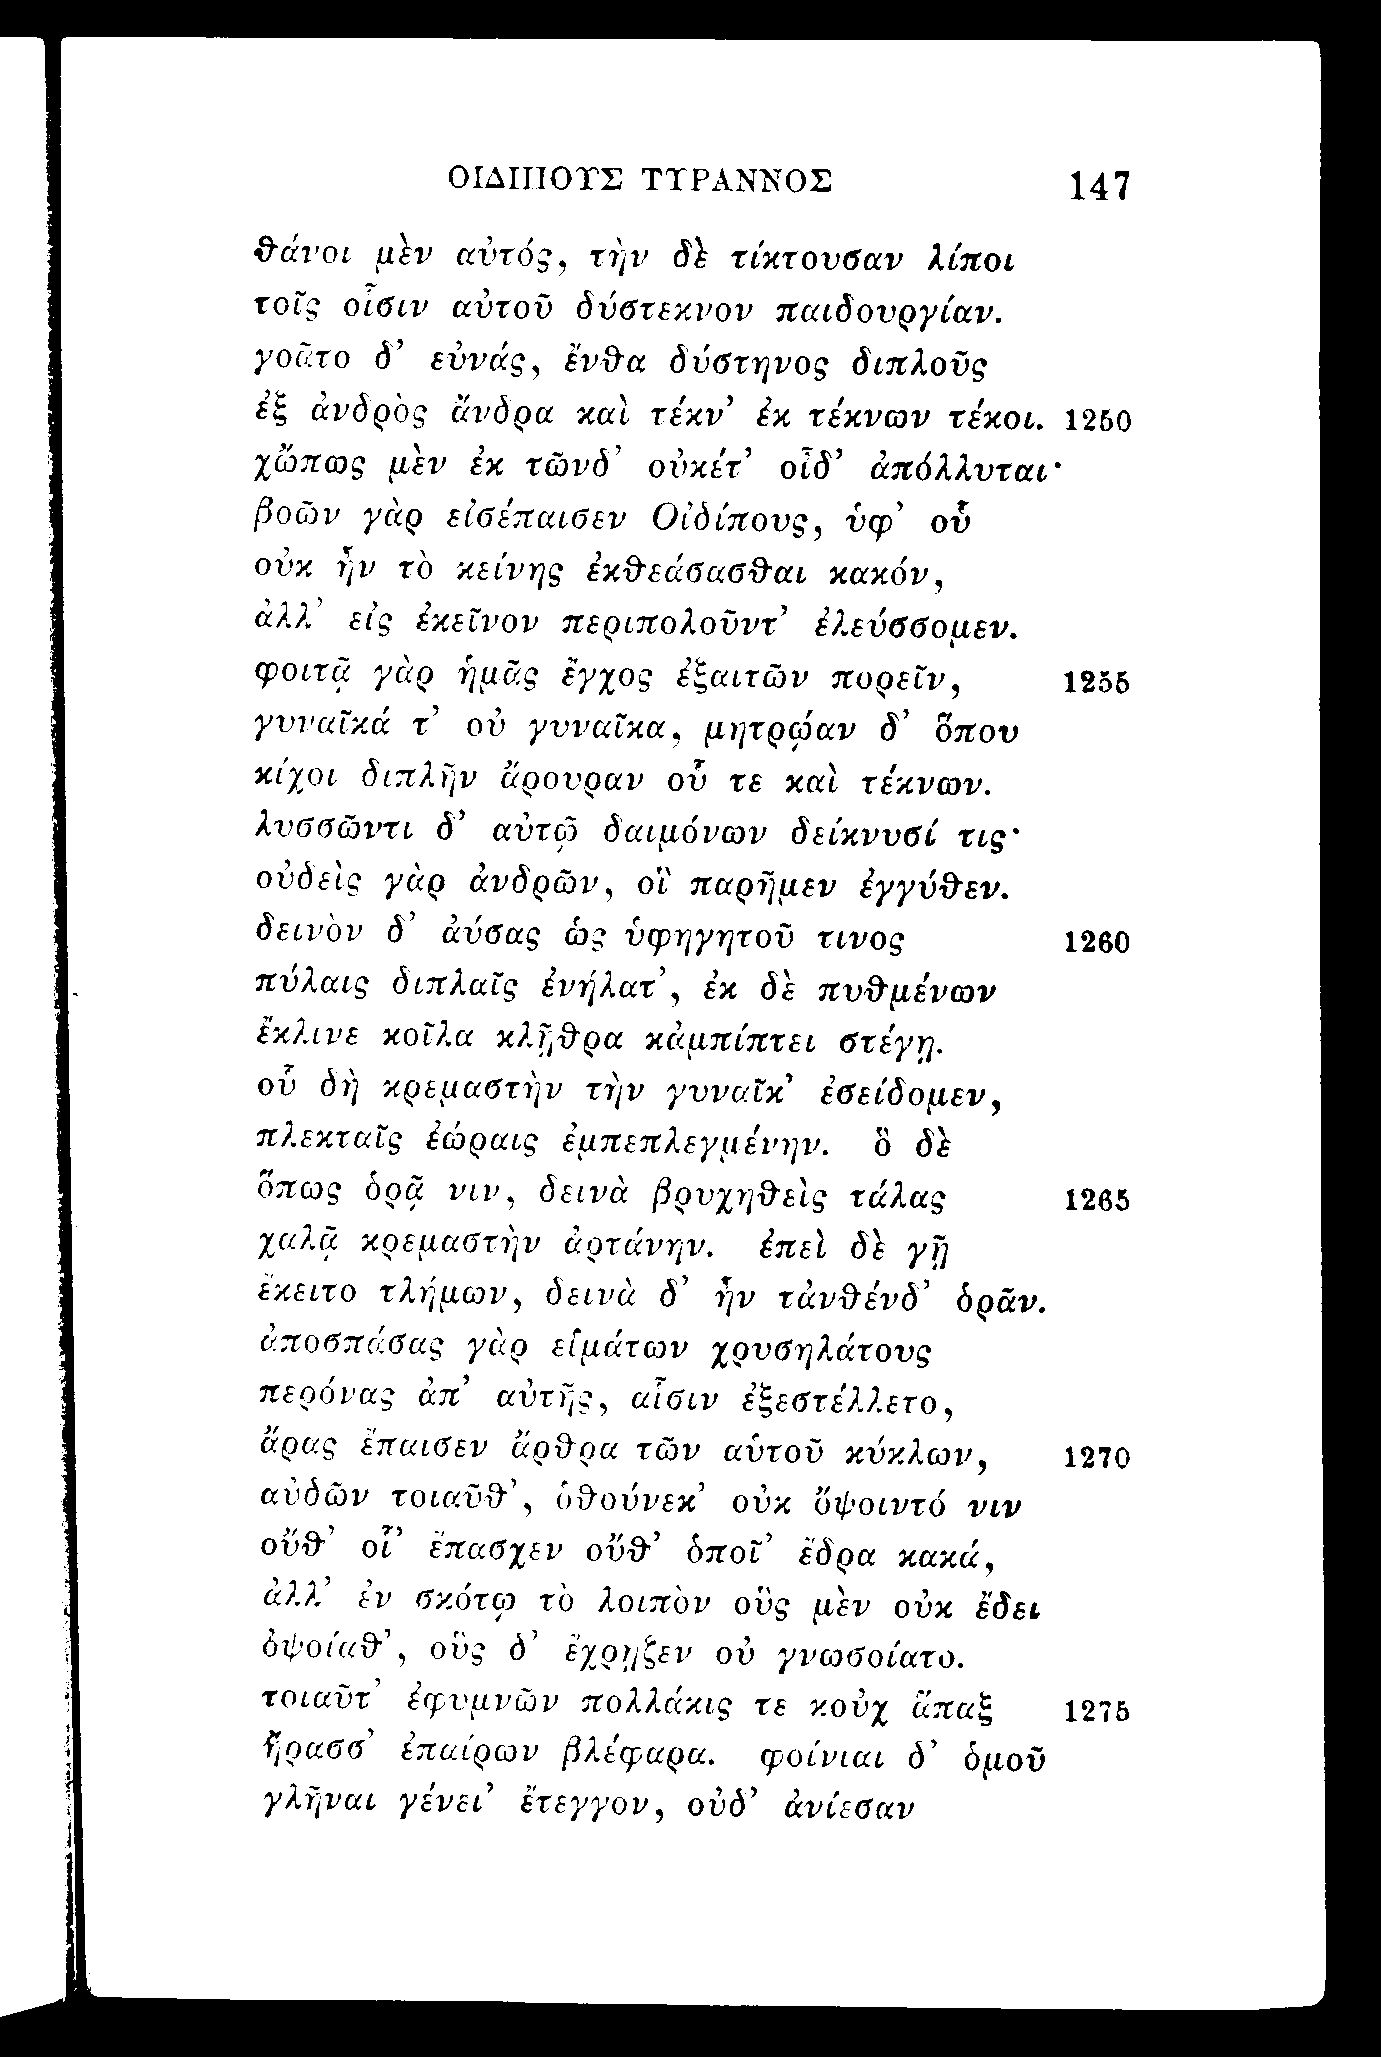 ΟΙΔΙΠΟΥΣ ΤΥΡΑΝΝΟΣ 147
θάνοι μὲν αὐτός, τὴν δὲ τίκτουσαν λίποι
τοῖς οἷσιν αὐτοῦ δύστεκνον παιδουργίαν.
γοᾶτο δ’ εὐνάς, ἔνθα δύστηνος διπλοῦς
ἐξ ἀνδρὸς ἄνδρα καὶ τέκν’ ἐκ τέκνων τέκοι. 1250
χὤπως μὲν ἐκ τῶνδ’ οὐκέτ’ οἶδ’ ἀπόλλυται·
βοῶν γὰρ εἰσέπαισεν Οἰδίπους, ὑφ’ οὗ
οὐκ ἦν τὸ κείνης ἐκθεάσασθαι κακόν,
ἀλλ’ εἰς ἐκεῖνον περιπολοῦντ’ ἐλεύσσομεν.
φοιτᾷ γὰρ ἡμᾶς ἔγχος ἐξαιτῶν πορεῖν, 1255
γυναῖκά τ’ οὐ γυναῖκα, μητρῴαν δ’ ὅπου
κίχοι διπλῆν ἄρουραν οὗ τε καὶ τέκνων.
λυσσῶντι δ’ αὐτῷ δαιμόνων δείκνυσί τις·
οὐδεὶς γὰρ ἀνδρῶν, οἳ παρῆμεν ἐγγύθεν.
δεινὸν δ’ ἀύσας ὡς ὑφηγητοῦ τινος 1260
πύλαις διπλαῖς ἐνήλατ’, ἐκ δὲ πυθμένων
ἔκλινε κοῖλα κλῇθρα κἀμπίπτει στέγῃ.
οὗ δὴ κρεμαστὴν τὴν γυναῖκ’ ἐσείδομεν,
πλεκταῖς ἐώραις ἐμπεπλεγμένην. ὃ δὲ
ὅπως ὁρᾷ νιν, δεινὰ βρυχηθεὶς τάλας 1265
χαλᾷ κρεμαστὴν ἀρτάνην. ἐπεὶ δὲ γῇ
ἔκειτο τλήμων, δεινὰ δ’ ἦν τἀνθένδ’ ὁρᾶν.
ἀποσπάσας γὰρ εἱμάτων χρυσηλάτους
περόνας ἀπ’ αὐτῆς, αἷσιν ἐξεστέλλετο,
ἄρας ἔπαισεν ἄρθρα τῶν αὑτοῦ κύκλων, 1270
αὐδῶν τοιαῦθ’, ὁθούνεκ’ οὐκ ὄψοιντό νιν
οὔθ’ οἷ’ ἔπασχεν οὔθ’ ὁποῖ’ ἔδρα κακά,
ἀλλ’ ἐν σκότῳ τὸ λοιπὸν οὓς μὲν οὐκ ἔδει
ὀψοίαθ’, οὓς δ’ ἔχρῃζεν οὐ γνωσοίατο.
τοιαῦτ’ ἐφυμνῶν πολλάκις τε κοὐχ ἅπαξ 1275
ἤρασσ’ ἐπαίρων βλέφαρα. φοίνιαι δ’ ὁμοῦ
γλῆναι γένει’ ἔτεγγον, οὐδ’ ἀνίεσαν